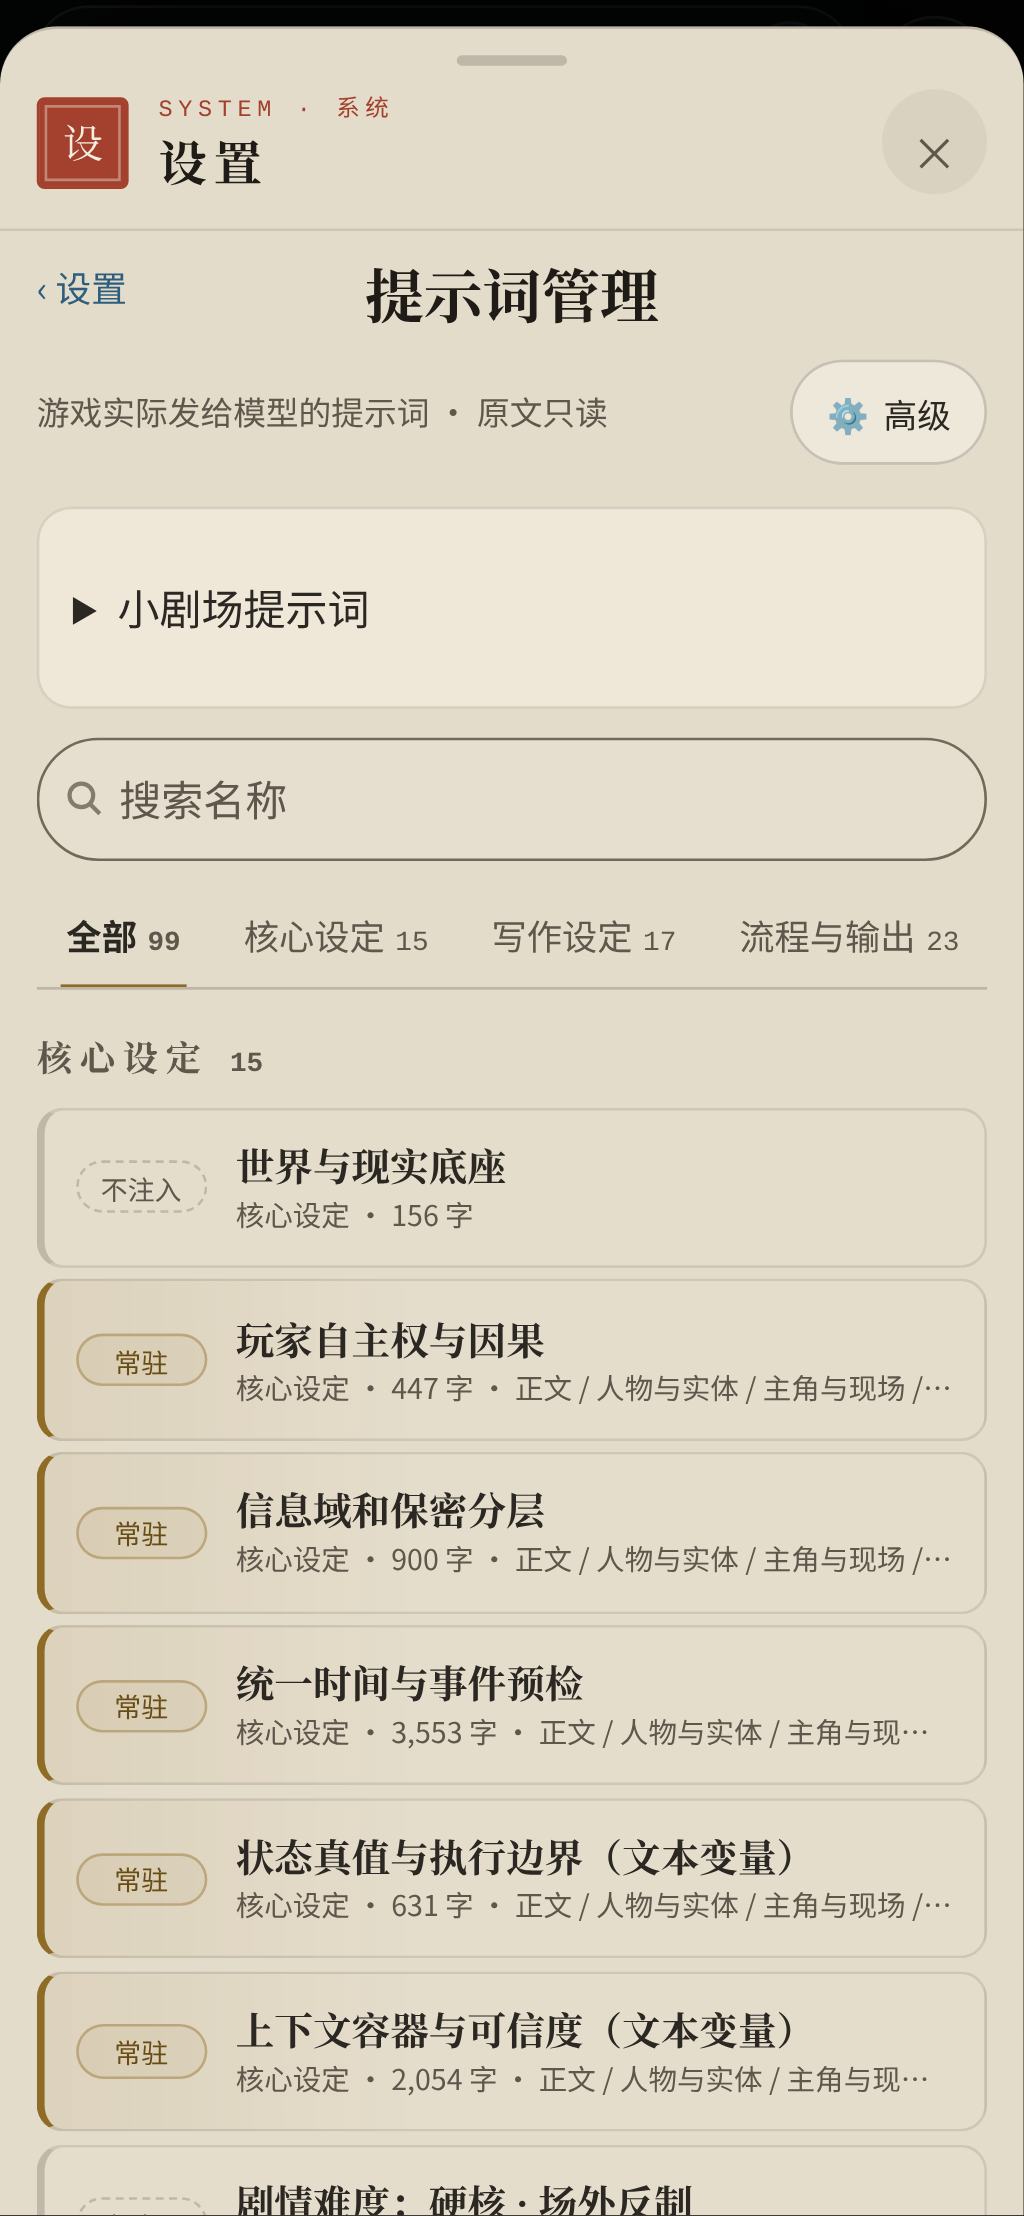 设
SYSTEM · 系统
设置
‹ 设置
提示词管理
游戏实际发给模型的提示词 · 原文只读
高级
▶ 小剧场提示词
搜索名称
全部 99 核心设定 15 写作设定 17 流程与输出 23
核心设定 15
不注入
世界与现实底座
核心设定 · 156 字
常驻
玩家自主权与因果
核心设定 · 447 字 · 正文 / 人物与实体 / 主角与现场 /…
常驻
信息域和保密分层
核心设定 · 900 字 · 正文 / 人物与实体 / 主角与现场 /…
常驻
统一时间与事件预检
核心设定 · 3,553 字 · 正文 / 人物与实体 / 主角与现…
常驻
状态真值与执行边界（文本变量）
核心设定 · 631 字 · 正文 / 人物与实体 / 主角与现场 /…
常驻
上下文容器与可信度（文本变量）
核心设定 · 2,054 字 · 正文 / 人物与实体 / 主角与现…
剧情难度：硬核 · 场外反制